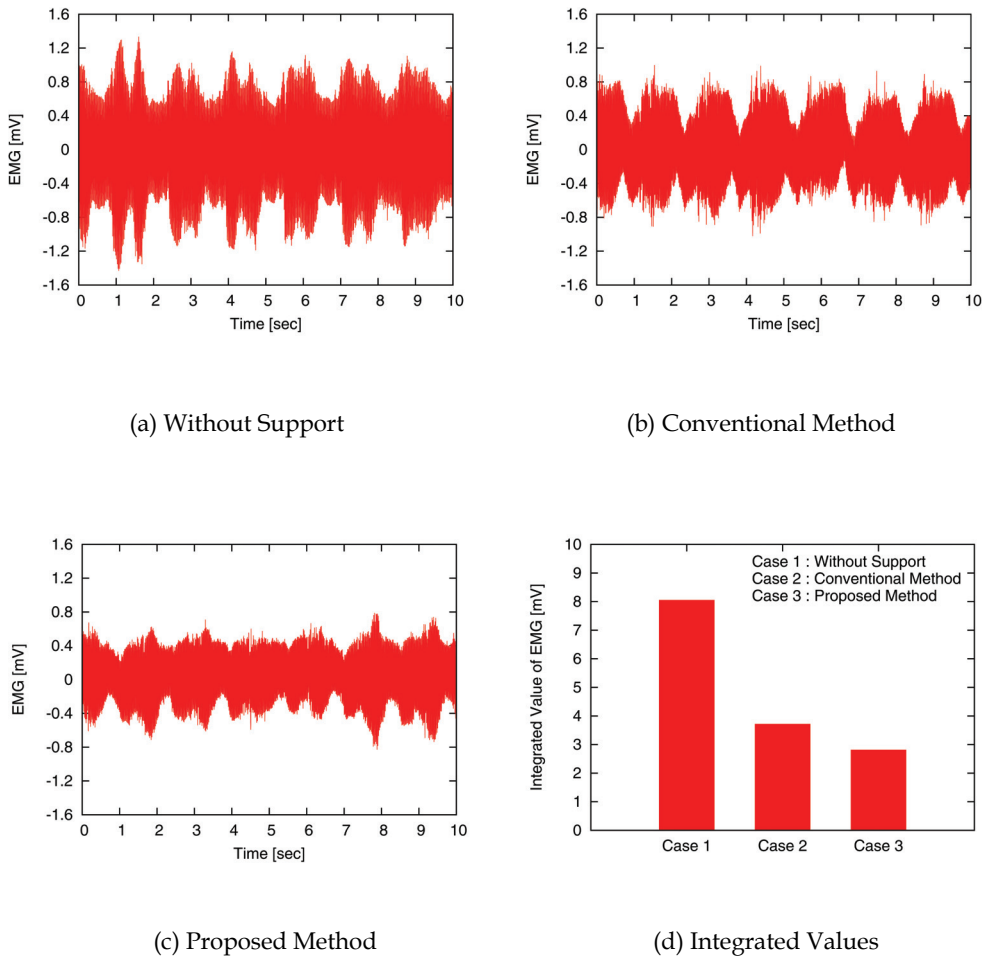 1.6
1.2
0.8
0.4
0
-0.4
-0.8
-1.2
-1.6
EMG [mV]
0 1 2 3 4 5 6 7 8 9 10
Time [sec]
(a) Without Support
1.6
1.2
0.8
0.4
0
-0.4
-0.8
-1.2
-1.6
EMG [mV]
0 1 2 3 4 5 6 7 8 9 10
Time [sec]
(b) Conventional Method
1.6
1.2
0.8
0.4
0
-0.4
-0.8
-1.2
-1.6
EMG [mV]
0 1 2 3 4 5 6 7 8 9 10
Time [sec]
(c) Proposed Method
10
9
8
7
6
5
4
3
2
1
0
Integrated Value of EMG [mV]
Case 1 : Without Support
Case 2 : Conventional Method
Case 3 : Proposed Method
Case 1 Case 2 Case 3
(d) Integrated Values